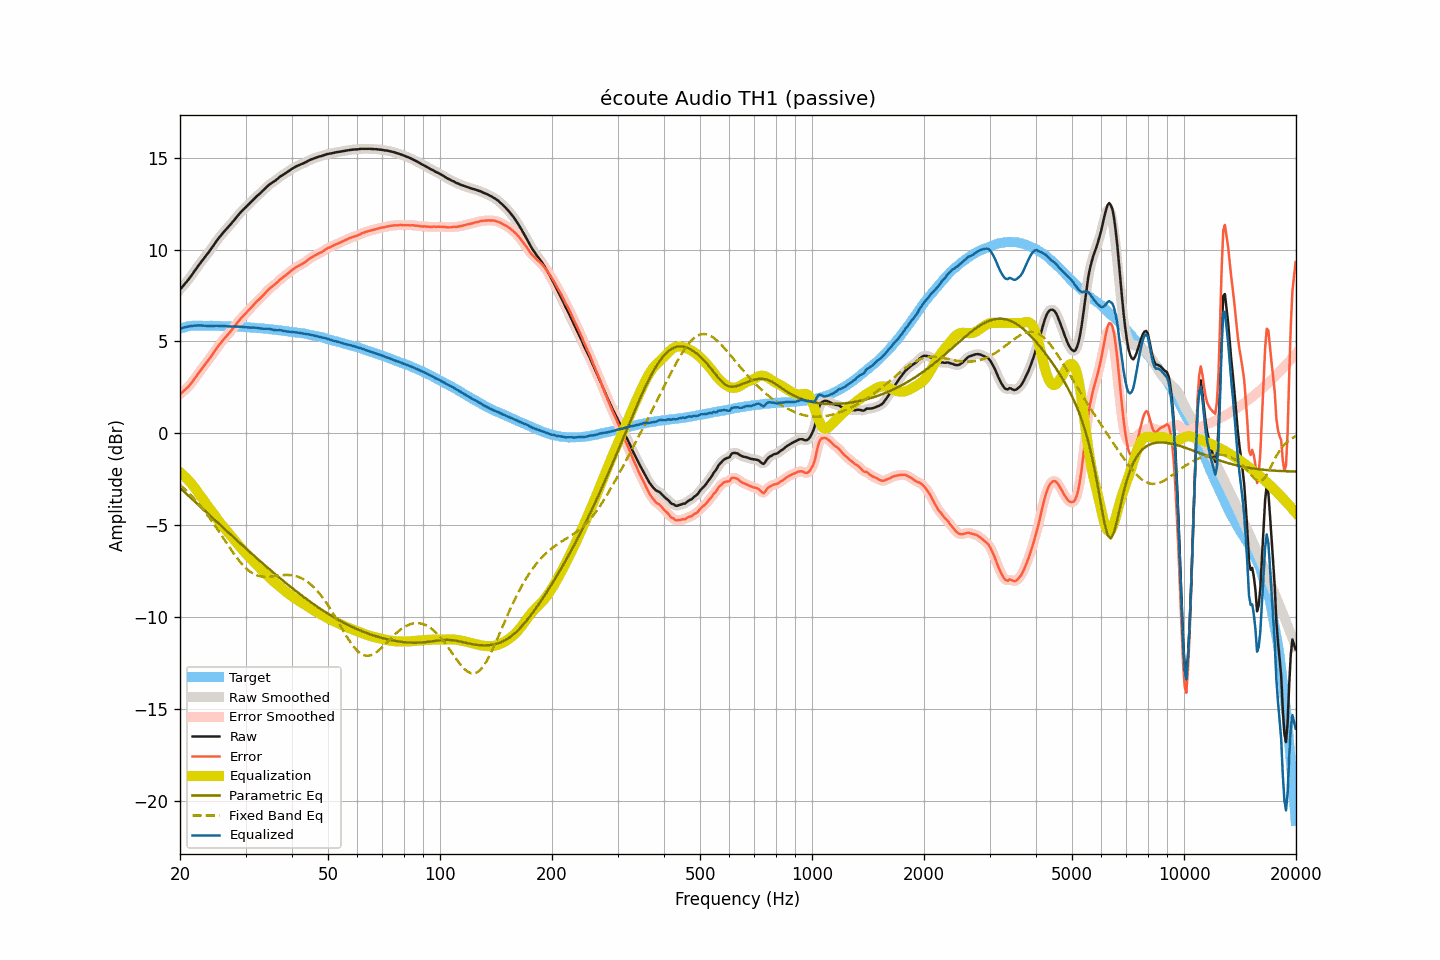 écoute Audio TH1 (passive)
Amplitude (dBr)
15
10
5
0
−5
−10
−15
−20
Target
Raw Smoothed
Error Smoothed
Raw
Error
Equalization
Parametric Eq
Fixed Band Eq
Equalized
20 50 100 200 500 1000 2000 5000 10000 20000
Frequency (Hz)